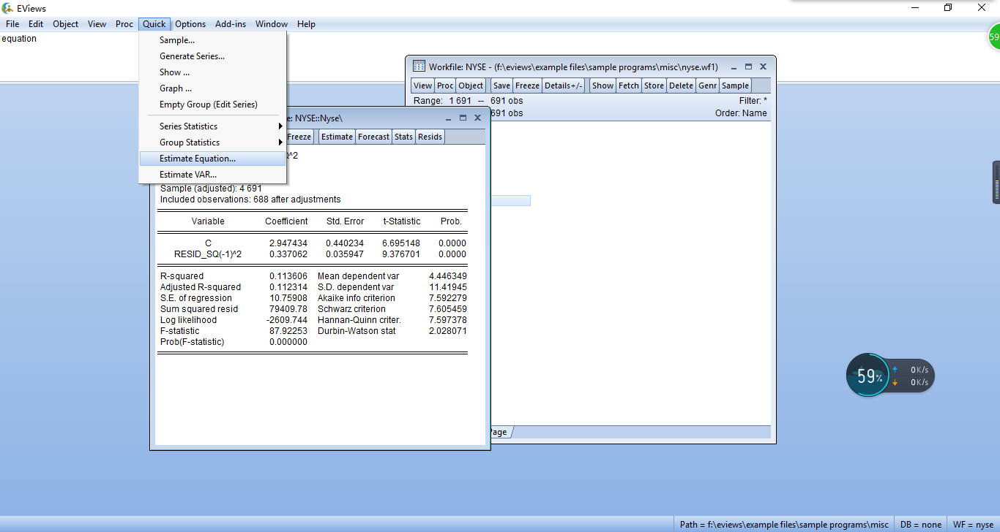 EViews
File Edit Object View Proc Quick Options Add-ins Window Help
equation
Sample...
Generate Series...
Show ...
Graph ...
Empty Group (Edit Series)
Series Statistics
Group Statistics
Estimate Equation...
Estimate VAR...
59
Workfile: NYSE - (f:\eviews\example files\sample programs\misc\nyse.wf1)
View Proc Object Save Freeze Details+/- Show Fetch Store Delete Genr Sample
Range: 1 691 -- 691 obs Filter: *
691 obs Order: Name
NYSE::Nyse\
Freeze Estimate Forecast Stats Resids
^2
Sample (adjusted): 4 691
Included observations: 688 after adjustments
Variable Coefficient Std. Error t-Statistic Prob.
C 2.947434 0.440234 6.695148 0.0000
RESID_SQ(-1)^2 0.337062 0.035947 9.376701 0.0000
R-squared 0.113606 Mean dependent var 4.446349
Adjusted R-squared 0.112314 S.D. dependent var 11.41945
S.E. of regression 10.75908 Akaike info criterion 7.592279
Sum squared resid 79409.78 Schwarz criterion 7.605459
Log likelihood -2609.744 Hannan-Quinn criter. 7.597378
F-statistic 87.92253 Durbin-Watson stat 2.028071
Prob(F-statistic) 0.000000
59% 0K/s
0K/s
Path = f:\eviews\example files\sample programs\misc DB = none WF = nyse